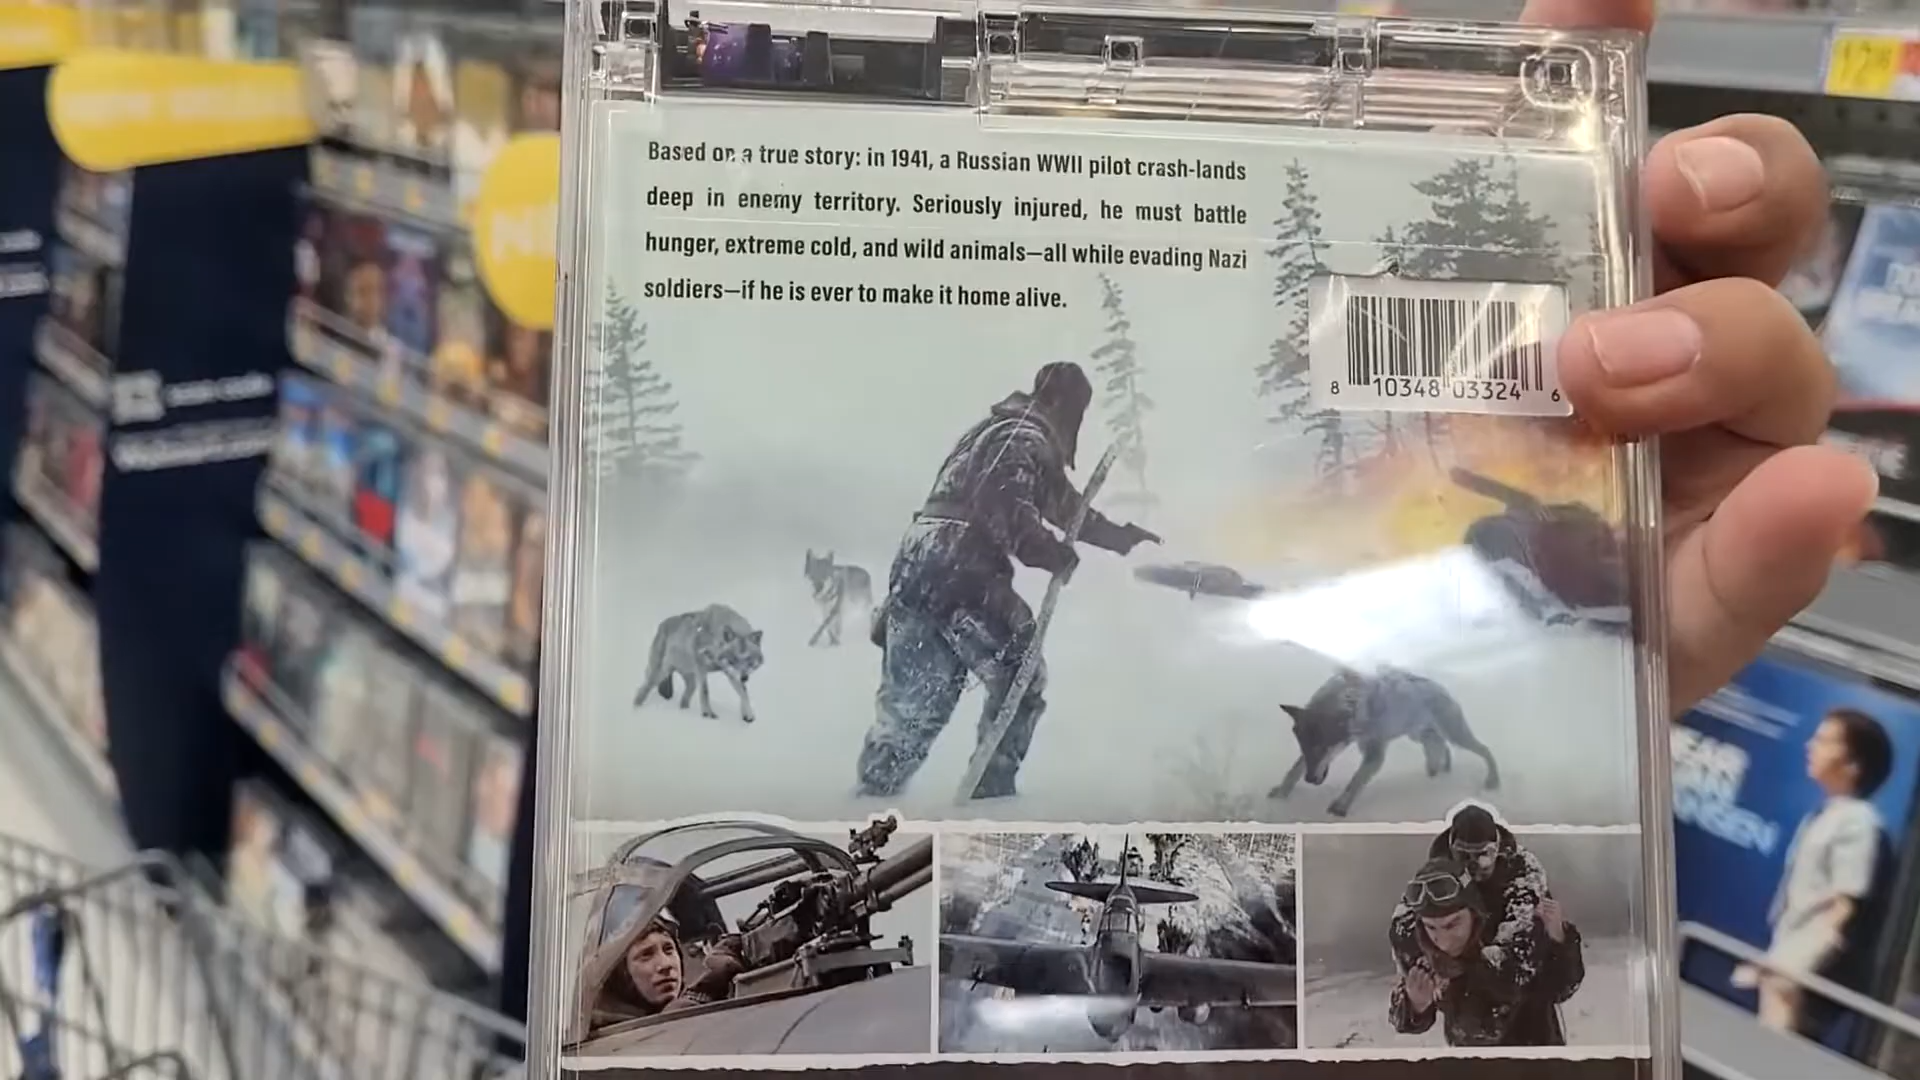 Based on a true story: in 1941, a Russian WWII pilot crash-lands
deep in enemy territory. Seriously injured, he must battle
hunger, extreme cold, and wild animals—all while evading Nazi
soldiers—if he is ever to make it home alive.
8 10348 03324 6